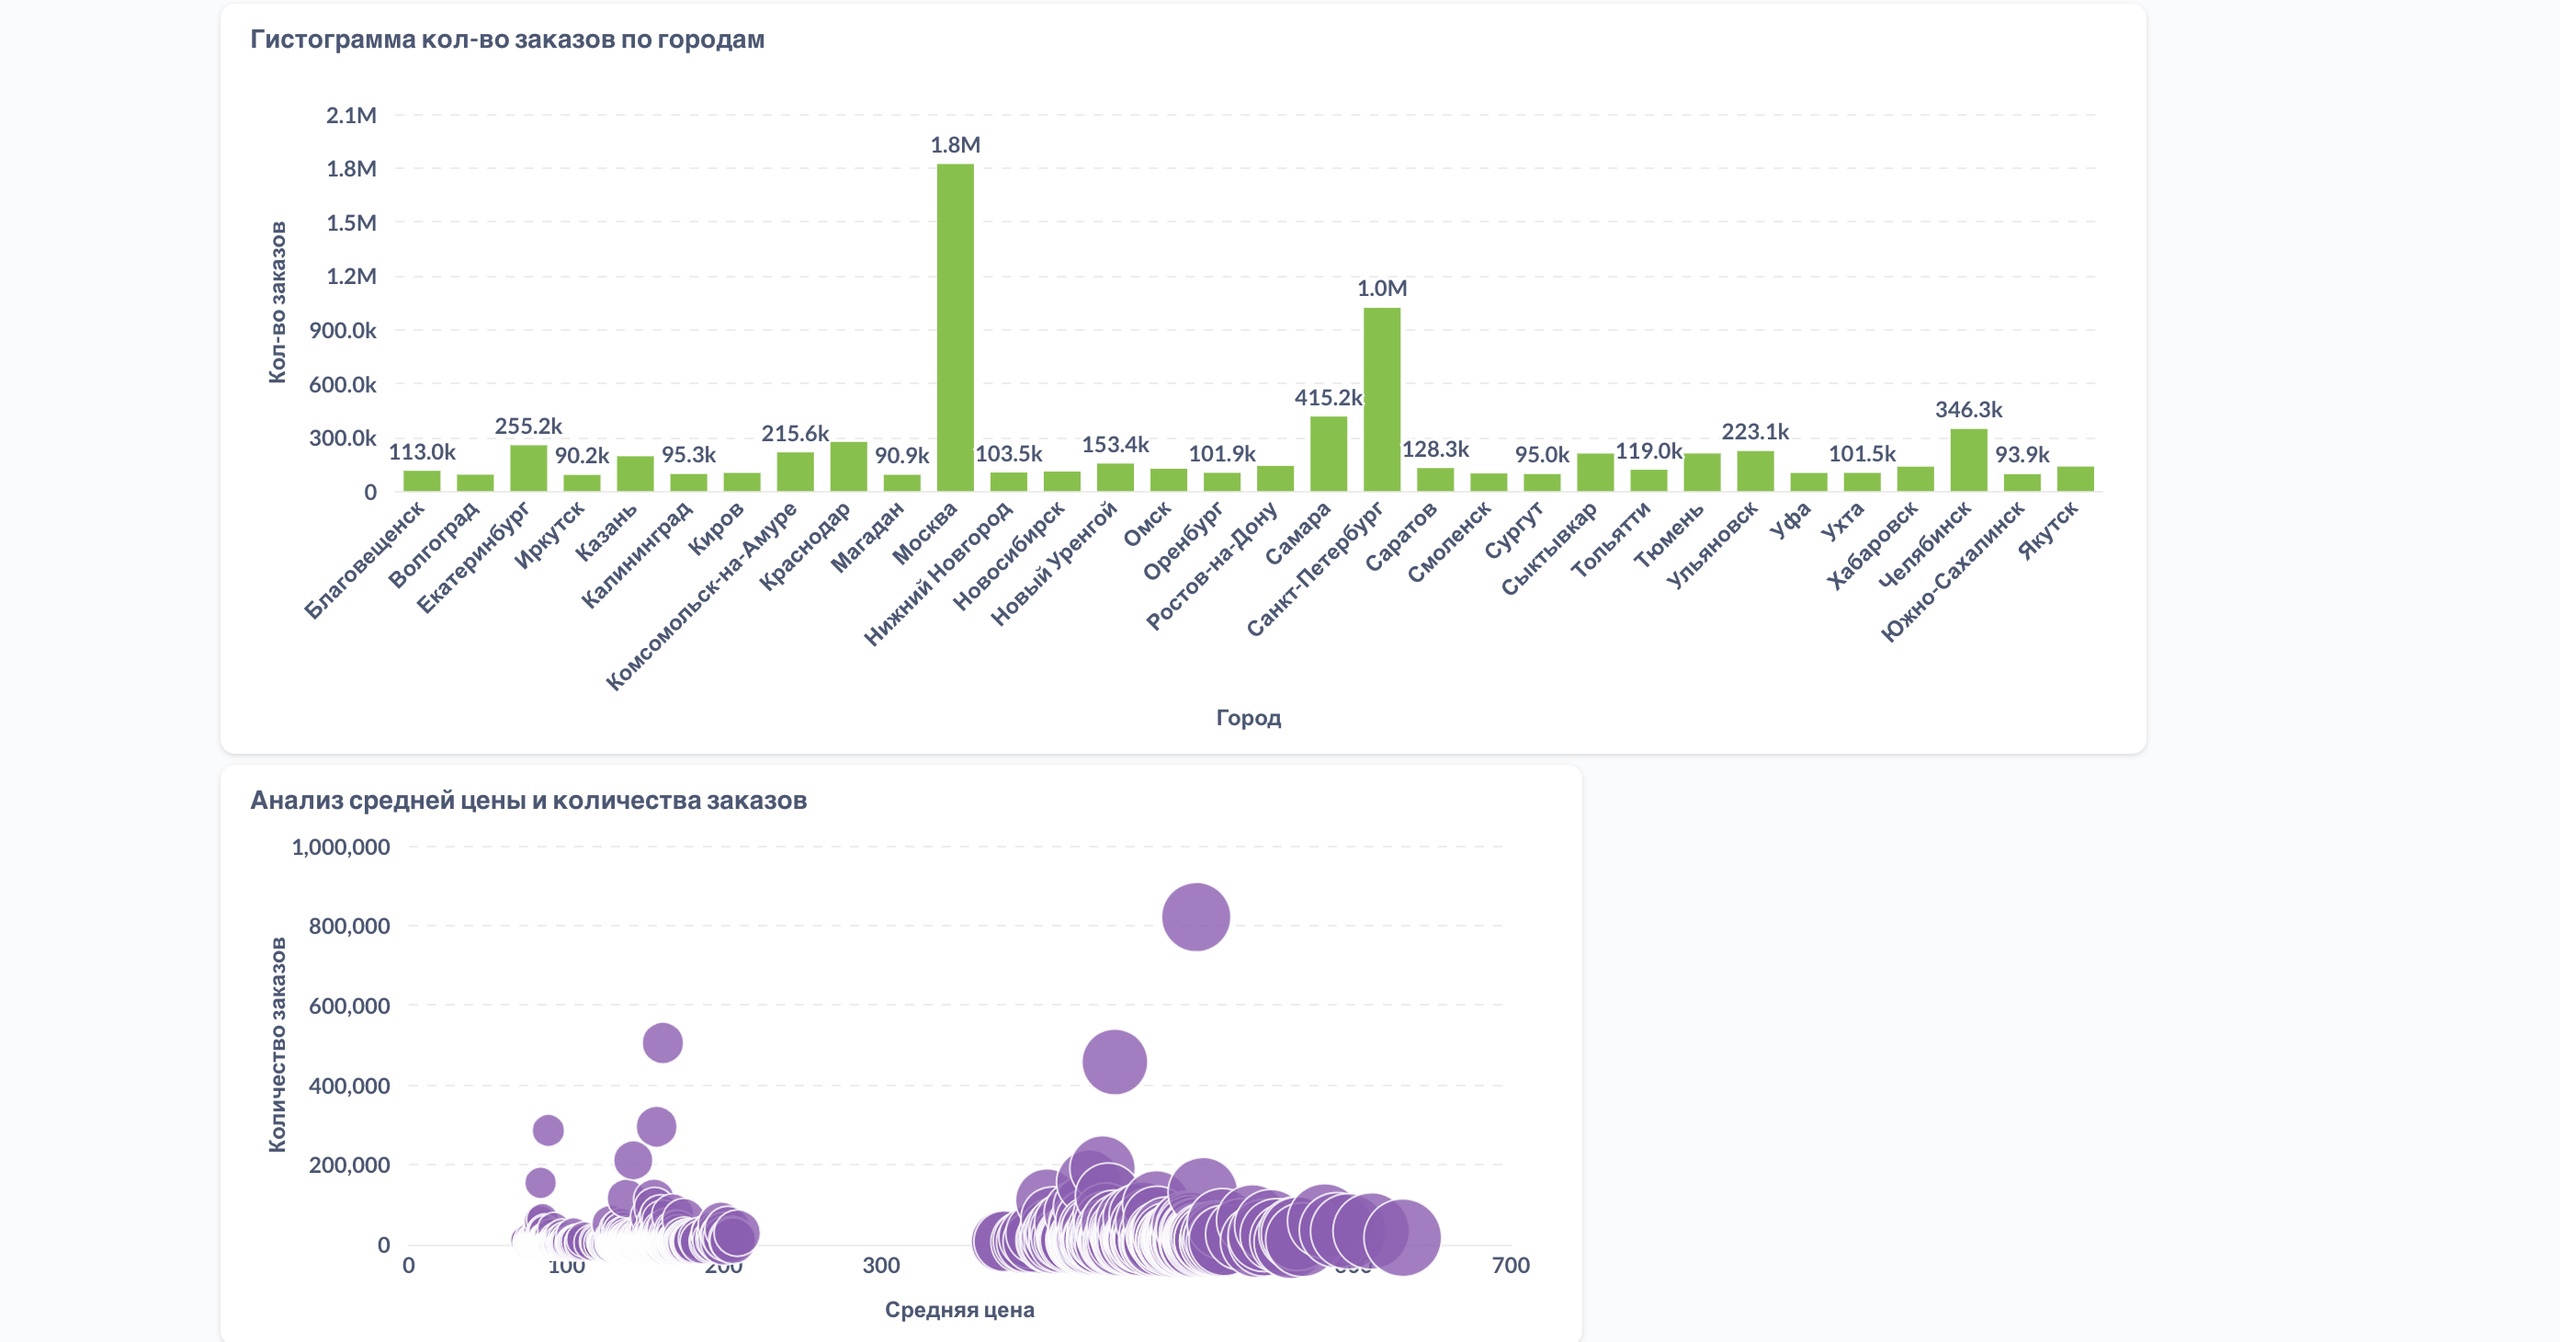 Гистограмма кол-во заказов по городам
2.1M
1.8M
1.5M
1.2M
900.0k
600.0k
300.0k
0
Кол-во заказов
113.0k
255.2k
90.2k
95.3k
215.6k
90.9k
1.8M
103.5k
153.4k
101.9k
415.2k
1.0M
128.3k
95.0k
119.0k
223.1k
101.5k
346.3k
93.9k
Благовещенск
Волгоград
Екатеринбург
Иркутск
Казань
Калининград
Киров
Комсомольск-на-Амуре
Краснодар
Магадан
Москва
Нижний Новгород
Новосибирск
Новый Уренгой
Омск
Оренбург
Ростов-на-Дону
Самара
Санкт-Петербург
Саратов
Смоленск
Сургут
Сыктывкар
Тольятти
Тюмень
Ульяновск
Уфа
Ухта
Хабаровск
Челябинск
Южно-Сахалинск
Якутск
Город
Анализ средней цены и количества заказов
1,000,000
800,000
600,000
400,000
200,000
0
Количество заказов
0
100
200
300
700
Средняя цена